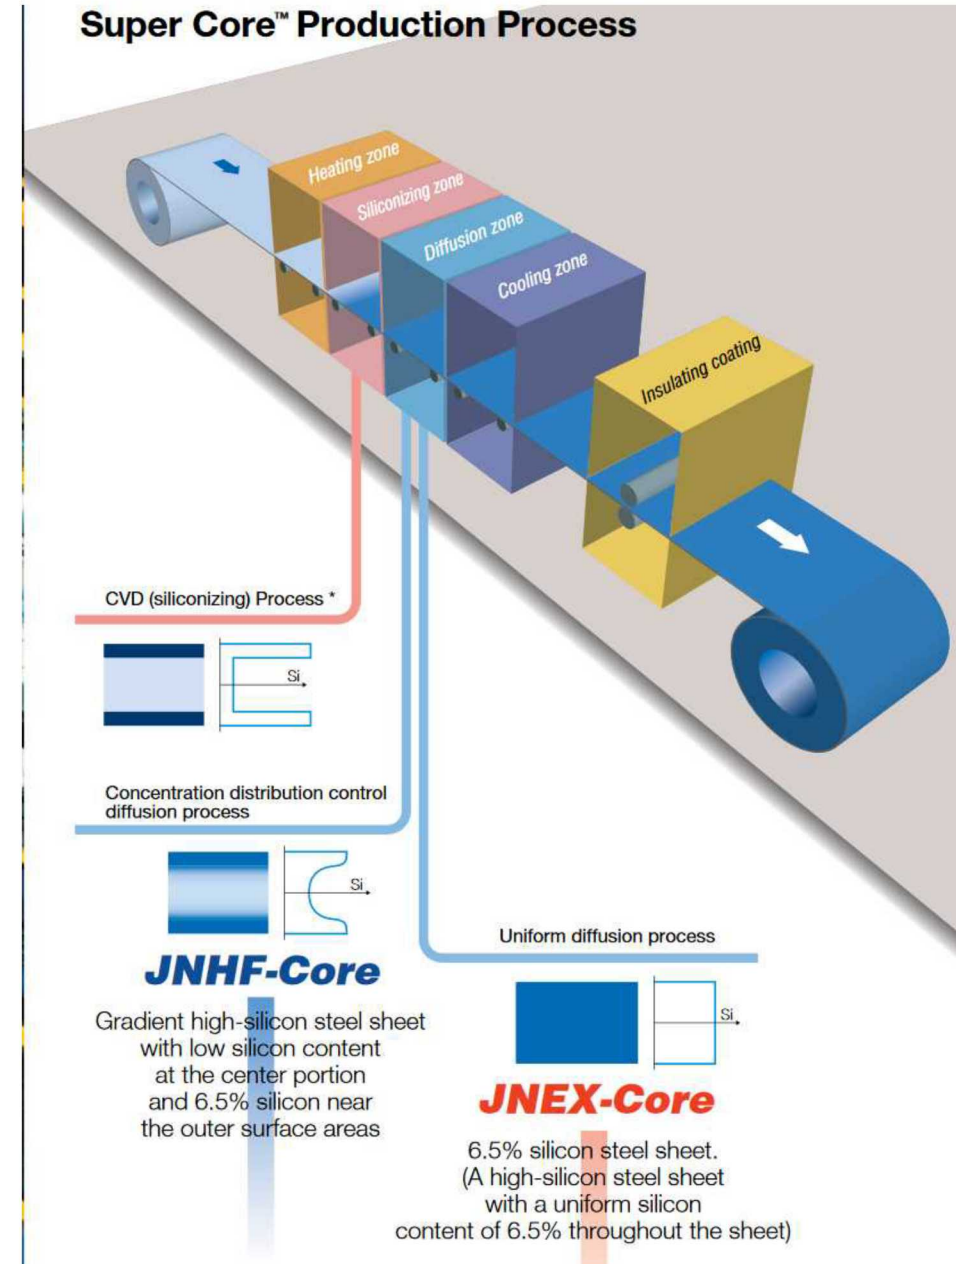 Super Core™ Production Process
Heating zone
Siliconizing zone
Diffusion zone
Cooling zone
Insulating coating
CVD (siliconizing) Process *
Si
Concentration distribution control
diffusion process
Si
JNHF-Core
Gradient high-silicon steel sheet
with low silicon content
at the center portion
and 6.5% silicon near
the outer surface areas
Uniform diffusion process
Si
JNEX-Core
6.5% silicon steel sheet.
(A high-silicon steel sheet
with a uniform silicon
content of 6.5% throughout the sheet)